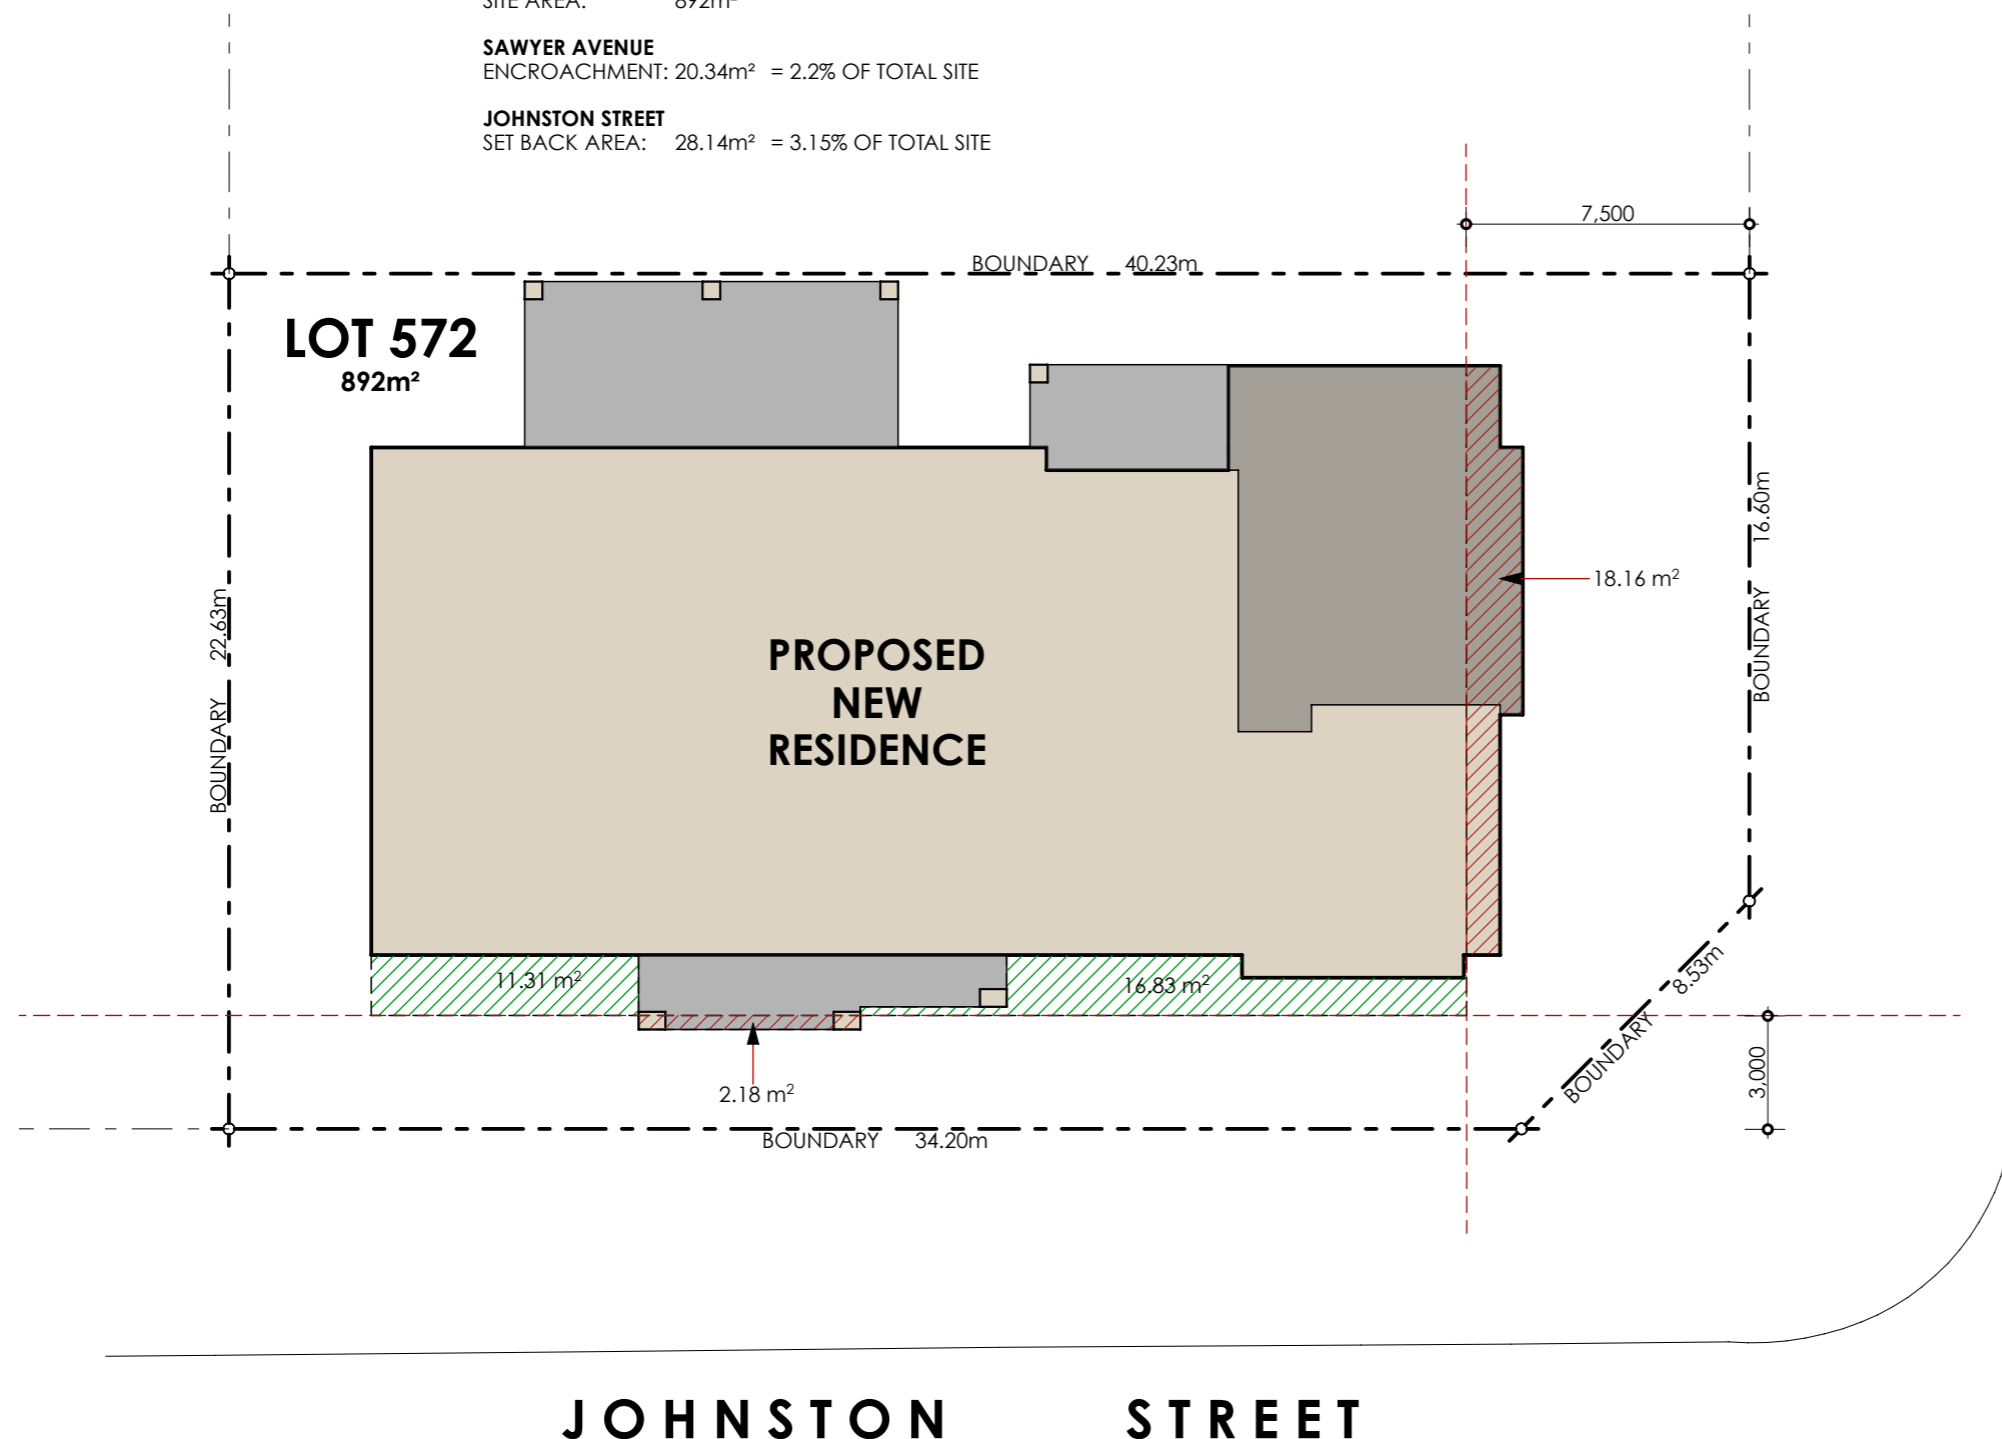 SITE AREA: 892m²
SAWYER AVENUE
ENCROACHMENT: 20.34m² = 2.2% OF TOTAL SITE
JOHNSTON STREET
SET BACK AREA: 28.14m² = 3.15% OF TOTAL SITE
7,500
BOUNDARY 40.23m
LOT 572
892m²
BOUNDARY 16.60m
18.16 m²
BOUNDARY 22.63m
PROPOSED
NEW
RESIDENCE
11.31 m²
16.83 m²
BOUNDARY 8.53m
3,000
2.18 m²
BOUNDARY 34.20m
JOHNSTON STREET